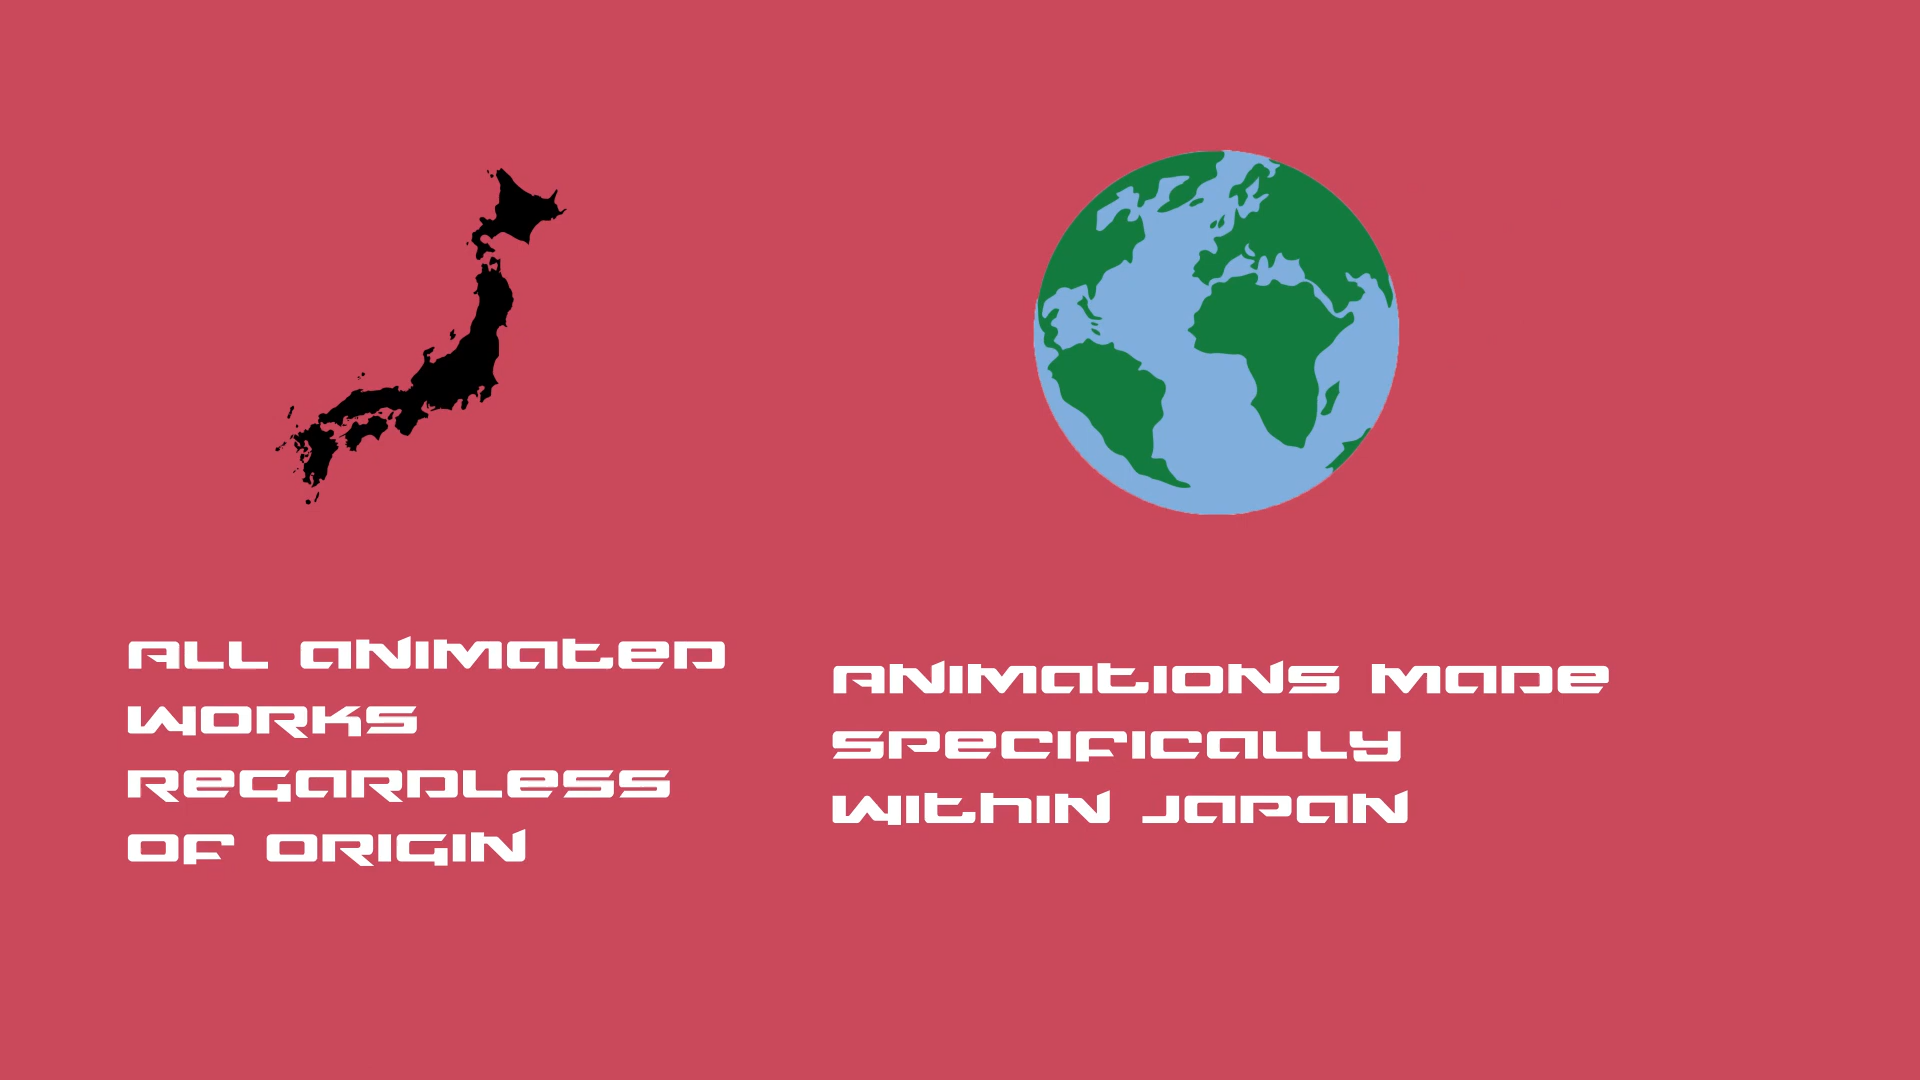 ALL ANIMATED
WORKS
REGARDLESS
OF ORIGIN
ANIMATIONS MADE
SPECIFICALLY
WITHIN JAPAN